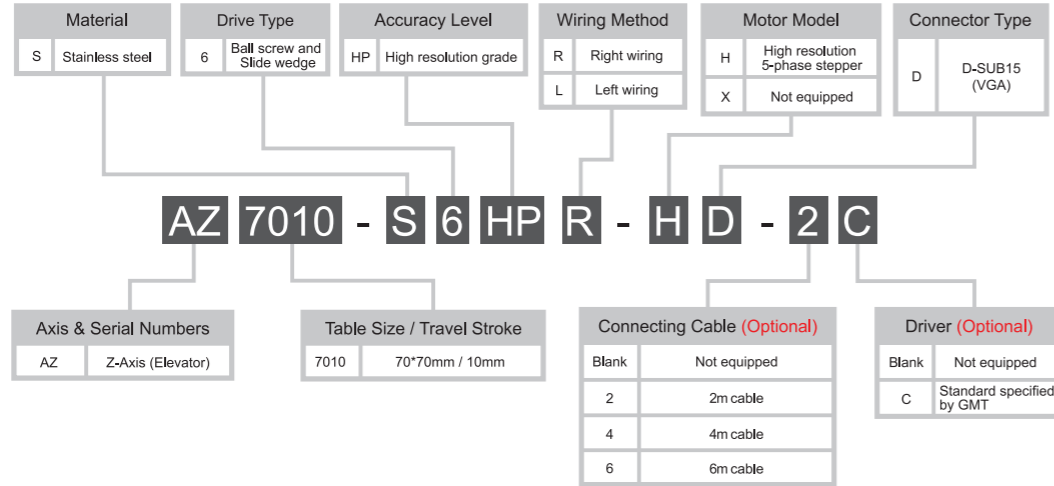 Material
S Stainless steel
Drive Type
6 Ball screw and
Slide wedge
Accuracy Level
HP High resolution grade
Wiring Method
R Right wiring
L Left wiring
Motor Model
H High resolution
5-phase stepper
X Not equipped
Connector Type
D D-SUB15
(VGA)
AZ 7010 - S 6 HP R - H D - 2 C
Axis & Serial Numbers
AZ Z-Axis (Elevator)
Table Size / Travel Stroke
7010 70*70mm / 10mm
Connecting Cable (Optional)
Blank Not equipped
2 2m cable
4 4m cable
6 6m cable
Driver (Optional)
Blank Not equipped
C Standard specified
by GMT